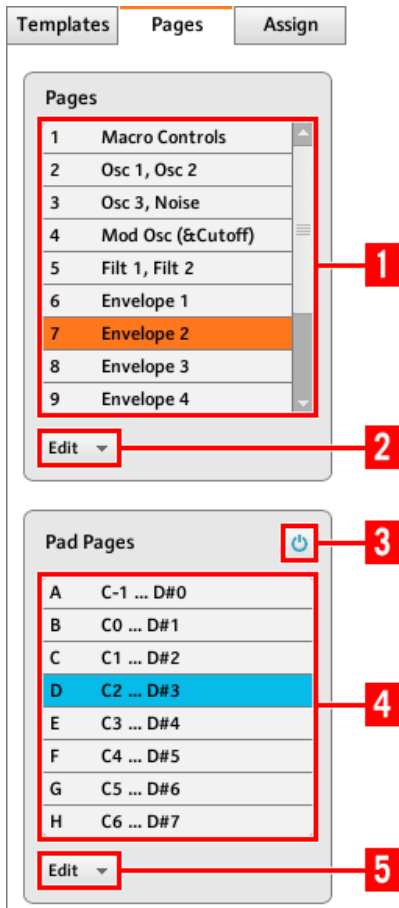 Templates Pages Assign
Pages
1 Macro Controls
2 Osc 1, Osc 2
3 Osc 3, Noise
4 Mod Osc (&Cutoff)
5 Filt 1, Filt 2
6 Envelope 1
7 Envelope 2
8 Envelope 3
9 Envelope 4
1
Edit
2
Pad Pages
3
A C-1 ... D#0
B C0 ... D#1
C C1 ... D#2
D C2 ... D#3
E C3 ... D#4
F C4 ... D#5
G C5 ... D#6
H C6 ... D#7
4
Edit
5